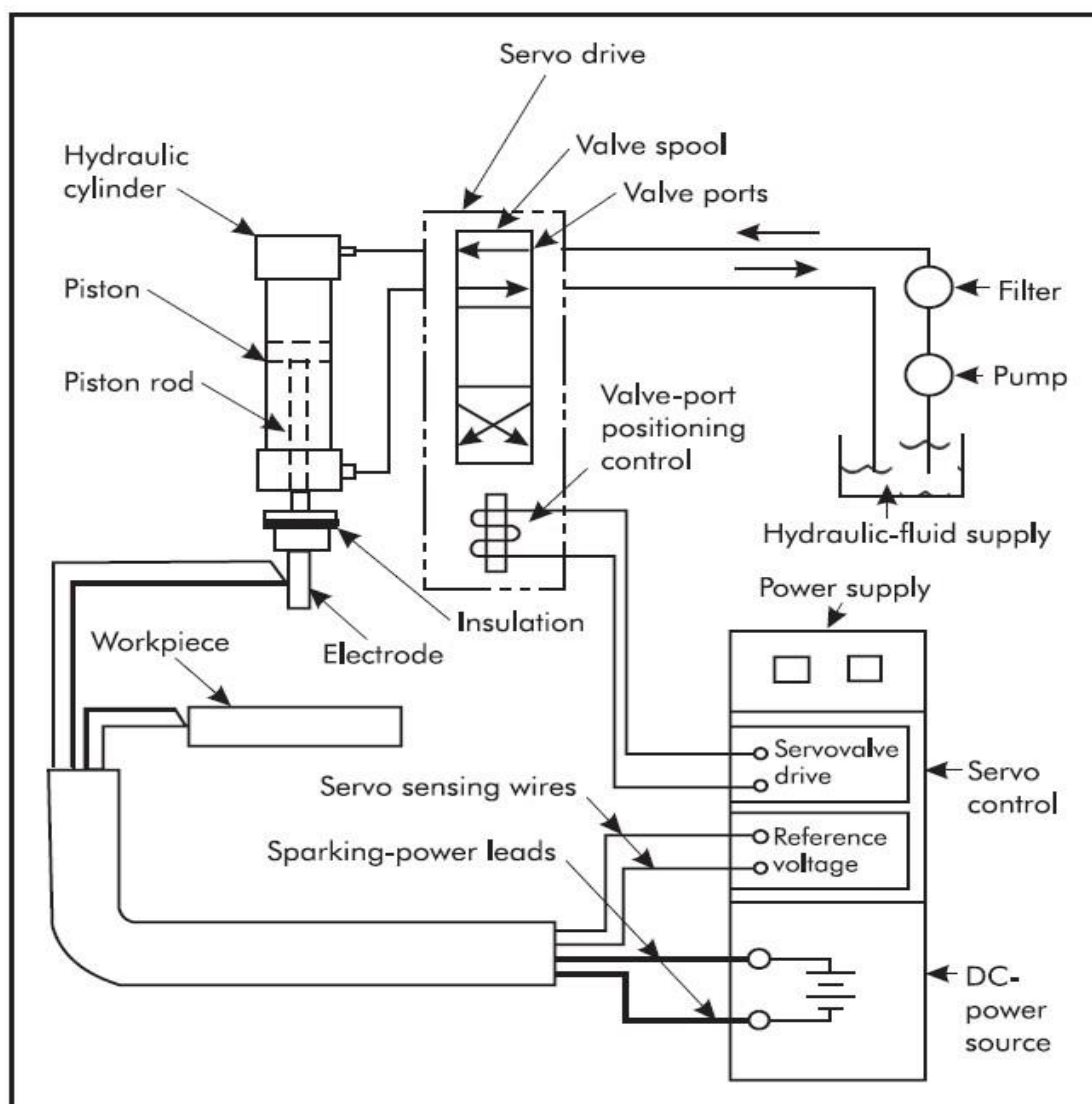 Servo drive
Valve spool
Hydraulic
cylinder
Valve ports
Piston
Filter
Piston rod
Pump
Valve-port
positioning
control
Hydraulic-fluid supply
Power supply
Insulation
Electrode
Workpiece
Servovalve
drive
Servo
control
Servo sensing wires
Reference
voltage
Sparking-power leads
DC-
power
source